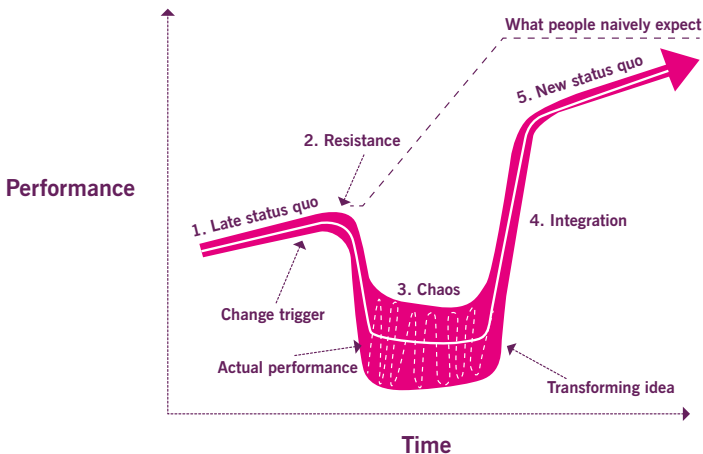 What people naively expect
5. New status quo
2. Resistance
Performance
1. Late status quo
4. Integration
3. Chaos
Change trigger
Actual performance
Transforming idea
Time